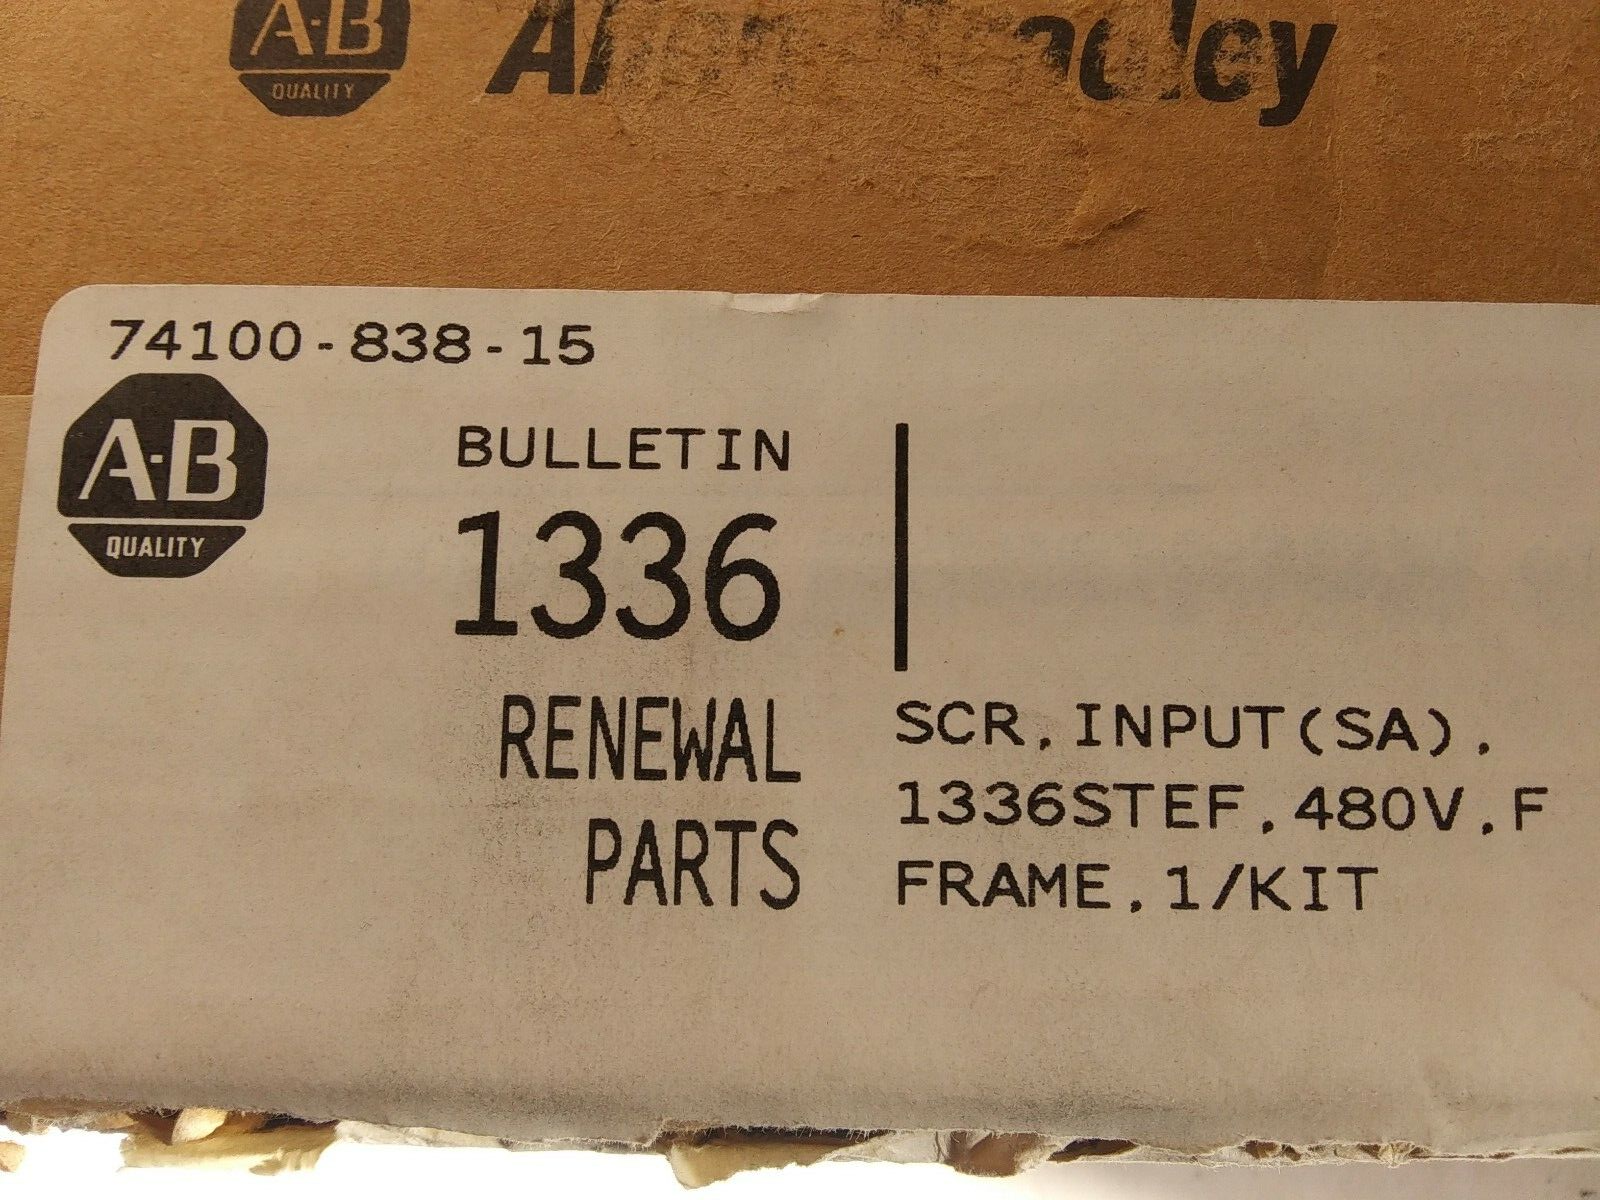 A-B
QUALITY
74100-838-15
A-B
QUALITY
BULLETIN
1336
RENEWAL
PARTS
SCR, INPUT(SA),
1336STEF, 480V, F
FRAME, 1/KIT